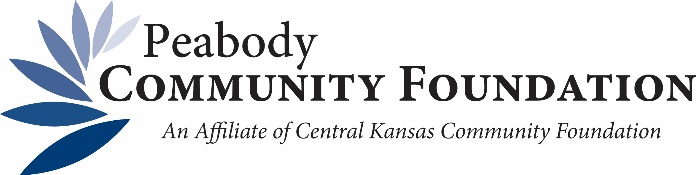 Peabody
COMMUNITY FOUNDATION
An Affiliate of Central Kansas Community Foundation